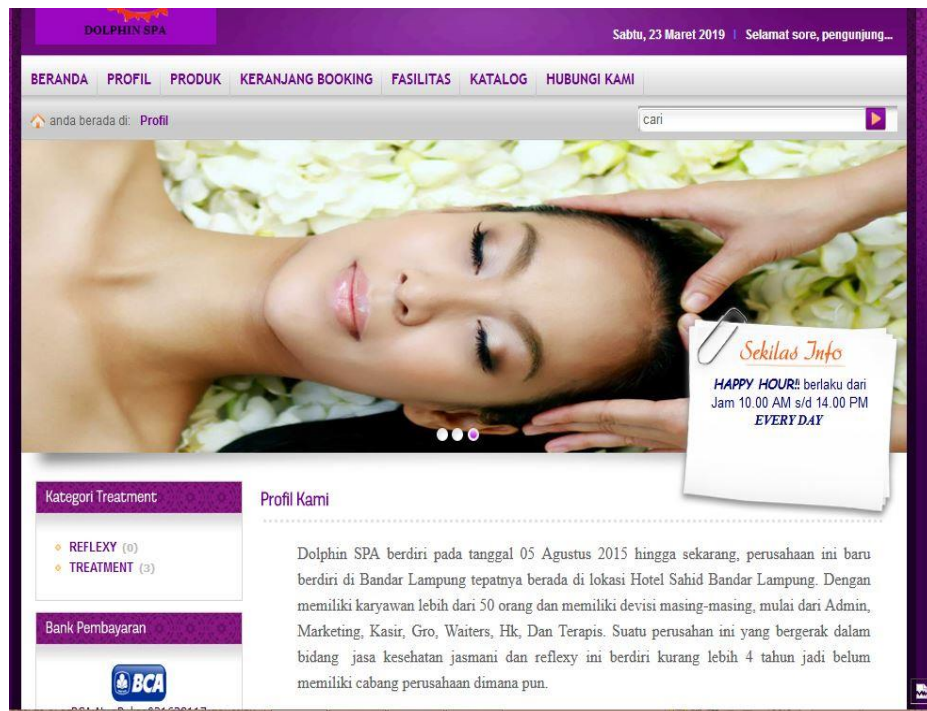 DOLPHIN SPA
Sabtu, 23 Maret 2019 | Selamat sore, pengunjung...
BERANDA PROFIL PRODUK KERANJANG BOOKING FASILITAS KATALOG HUBUNGI KAMI
anda berada di: Profil
cari
Sekilas Info
HAPPY HOUR!! berlaku dari
Jam 10.00 AM s/d 14.00 PM
EVERY DAY
Kategori Treatment
REFLEXY (0)
TREATMENT (3)
Bank Pembayaran
BCA
Profil Kami
Dolphin SPA berdiri pada tanggal 05 Agustus 2015 hingga sekarang, perusahaan ini baru
berdiri di Bandar Lampung tepatnya berada di lokasi Hotel Sahid Bandar Lampung. Dengan
memiliki karyawan lebih dari 50 orang dan memiliki devisi masing-masing, mulai dari Admin,
Marketing, Kasir, Gro, Waiters, Hk, Dan Terapis. Suatu perusahan ini yang bergerak dalam
bidang jasa kesehatan jasmani dan reflexy ini berdiri kurang lebih 4 tahun jadi belum
memiliki cabang perusahaan dimana pun.